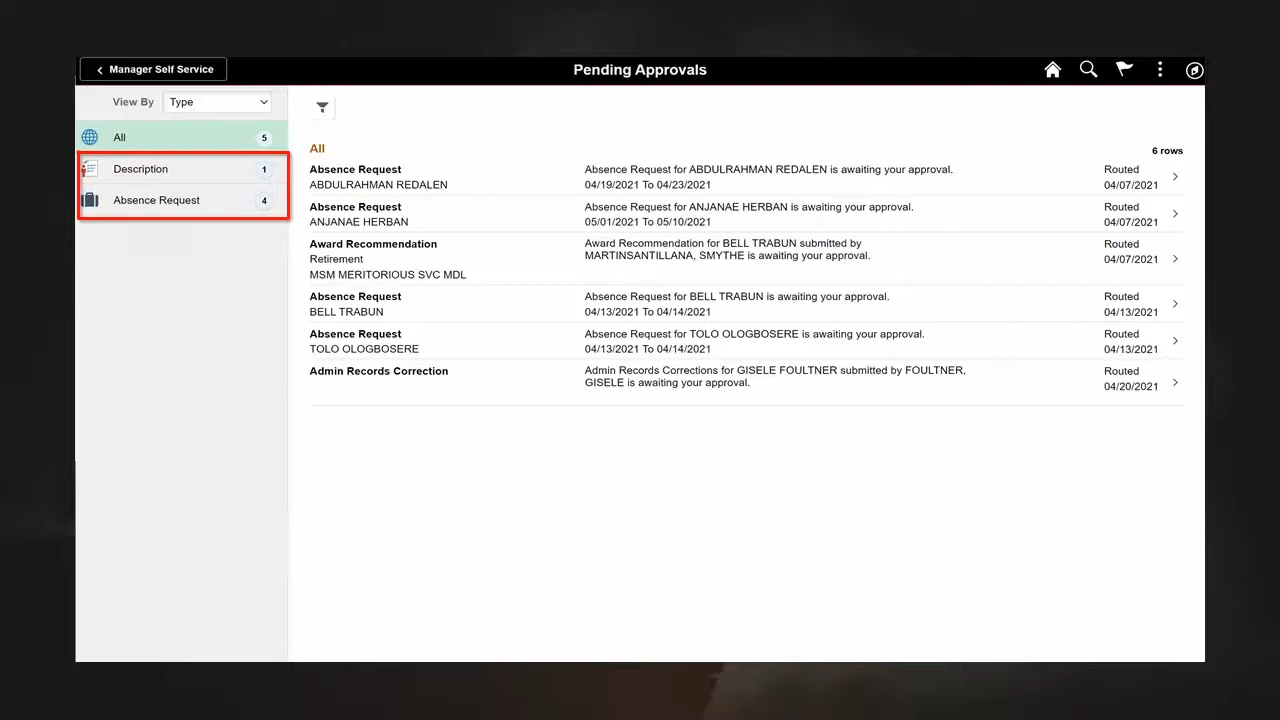 Manager Self Service
Pending Approvals
View By Type
All 5
Description 1
Absence Request 4
All
6 rows
Absence Request Absence Request for ABDULRAHMAN REDALEN is awaiting your approval. Routed
ABDULRAHMAN REDALEN 04/19/2021 To 04/23/2021 04/07/2021
Absence Request Absence Request for ANJANAE HERBAN is awaiting your approval. Routed
ANJANAE HERBAN 05/01/2021 To 05/10/2021 04/07/2021
Award Recommendation Award Recommendation for BELL TRABUN submitted by Routed
Retirement MARTINSANTILLANA, SMYTHE is awaiting your approval. 04/07/2021
MSM MERITORIOUS SVC MDL
Absence Request Absence Request for BELL TRABUN is awaiting your approval. Routed
BELL TRABUN 04/13/2021 To 04/14/2021 04/13/2021
Absence Request Absence Request for TOLO OLOGBOSERE is awaiting your approval. Routed
TOLO OLOGBOSERE 04/13/2021 To 04/14/2021 04/13/2021
Admin Records Correction Admin Records Corrections for GISELE FOULTNER submitted by FOULTNER, Routed
GISELE is awaiting your approval. 04/20/2021